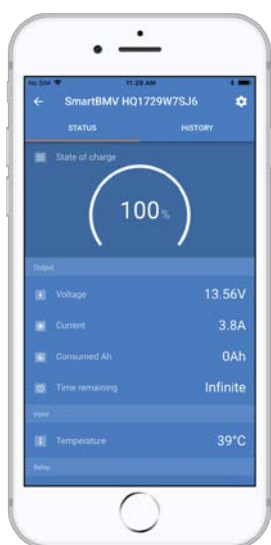 No SIM 11:29 AM
SmartBMV HQ1729W7SJ6
STATUS HISTORY
State of charge
100%
Output
Voltage 13.56V
Current 3.8A
Consumed Ah 0Ah
Time remaining Infinite
Input
Temperature 39°C
Relay